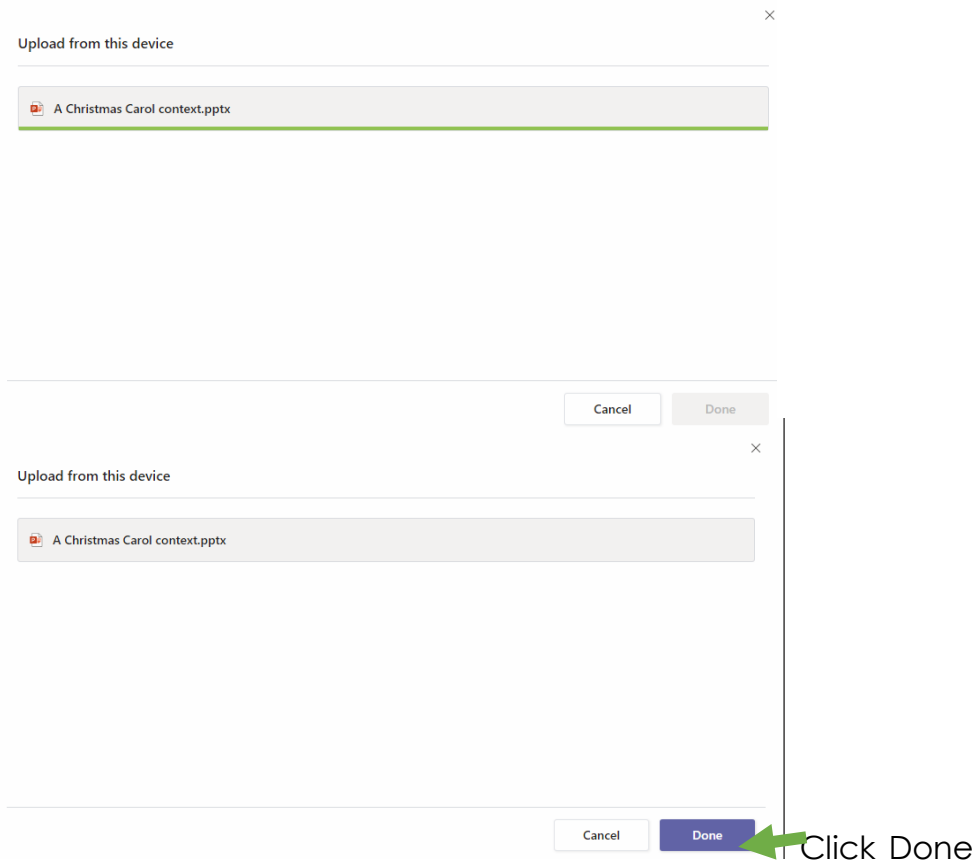 Upload from this device
A Christmas Carol context.pptx
Cancel Done
Upload from this device
A Christmas Carol context.pptx
Cancel Done
Click Done